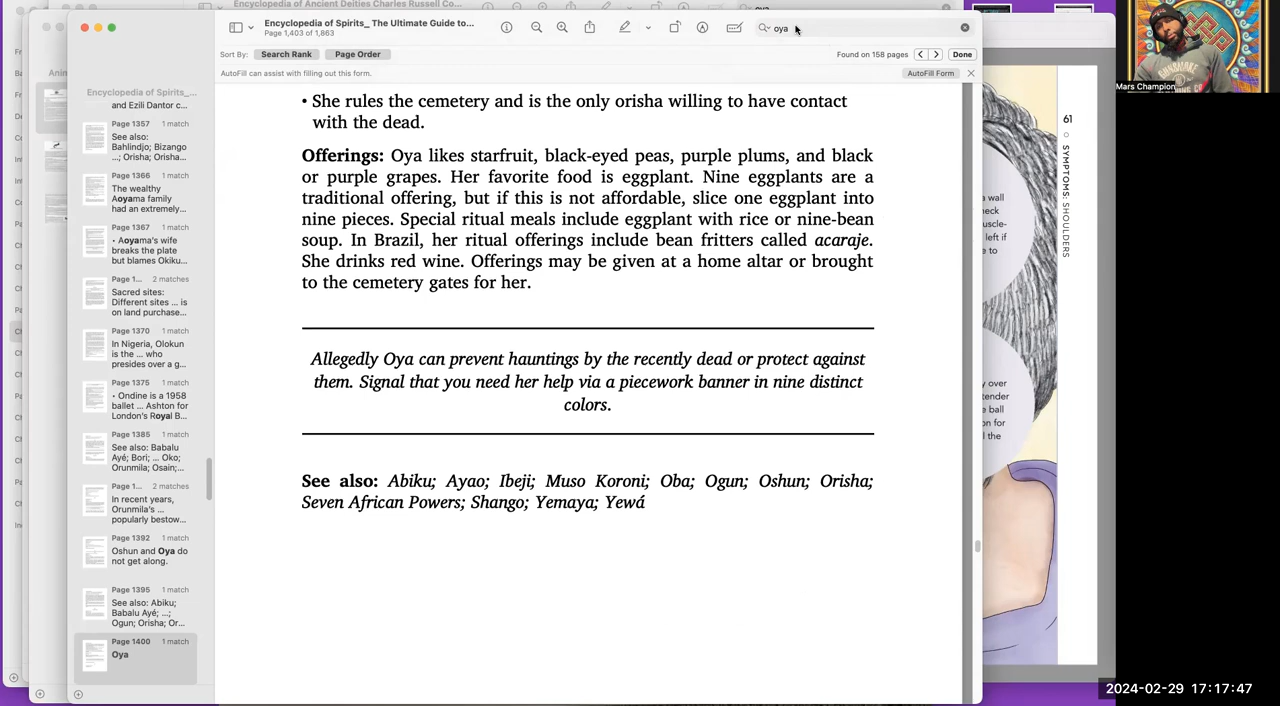 Encyclopedia of Ancient Deities Charles Russell Co...
Encyclopedia of Spirits_ The Ultimate Guide to...
Page 1,403 of 1,863
oya
Sort By: Search Rank Page Order
Found on 158 pages
Done
AutoFill can assist with filling out this form.
AutoFill Form
Encyclopedia of Spirits_...
and Ezili Dantor c...
Page 1357 1 match
See also:
Bahlindjo; Bizango
...; Orisha; Orisha...
Page 1366 1 match
The wealthy
Aoyama family
had an extremely...
Page 1367 1 match
• Aoyama's wife
breaks the plate
but blames Okiku...
Page 1... 2 matches
Sacred sites:
Different sites ... is
on land purchase...
Page 1370 1 match
In Nigeria, Olokun
is the ... who
presides over a g...
Page 1375 1 match
• Ondine is a 1958
ballet ... Ashton for
London's Royal B...
Page 1385 1 match
See also: Babalu
Ayé; Bori; ... Oko;
Orunmila; Osain;...
Page 1... 2 matches
In recent years,
Orunmila's ...
popularly bestow...
Page 1392 1 match
Oshun and Oya do
not get along.
Page 1395 1 match
See also: Abiku;
Babalu Ayé; ...;
Ogun; Orisha; Or...
Page 1400 1 match
Oya
• She rules the cemetery and is the only orisha willing to have contact
with the dead.
Offerings: Oya likes starfruit, black-eyed peas, purple plums, and black
or purple grapes. Her favorite food is eggplant. Nine eggplants are a
traditional offering, but if this is not affordable, slice one eggplant into
nine pieces. Special ritual meals include eggplant with rice or nine-bean
soup. In Brazil, her ritual offerings include bean fritters called acaraje.
She drinks red wine. Offerings may be given at a home altar or brought
to the cemetery gates for her.
Allegedly Oya can prevent hauntings by the recently dead or protect against
them. Signal that you need her help via a piecework banner in nine distinct
colors.
See also: Abiku; Ayao; Ibeji; Muso Koroni; Oba; Ogun; Oshun; Orisha;
Seven African Powers; Shango; Yemaya; Yewá
61
SYMPTOMS: SHOULDERS
a wall
neck
uscle-
left if
e to
y over
tender
e ball
on for
l the
Mars Champion
2024-02-29 17:17:47